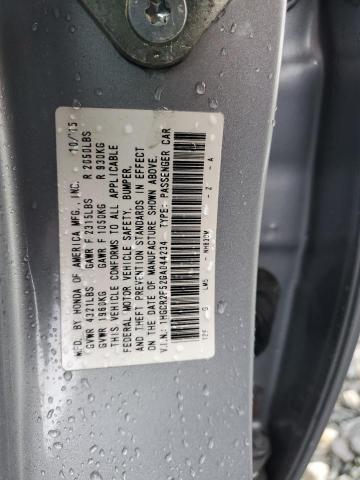 MFD. BY HONDA OF AMERICA MFG., INC. 10/15
GVWR 4321LBS GAWR F 2315LBS R 2050LBS
GVWR 1960KG GAWR F 1050KG R 930KG
THIS VEHICLE CONFORMS TO ALL APPLICABLE
FEDERAL MOTOR VEHICLE SAFETY, BUMPER,
AND THEFT PREVENTION STANDARDS IN EFFECT
ON THE DATE OF MANUFACTURE SHOWN ABOVE.
V.I.N.: 1HGCR2F52GA044234 TYPE: PASSENGER CAR
LMS Z A